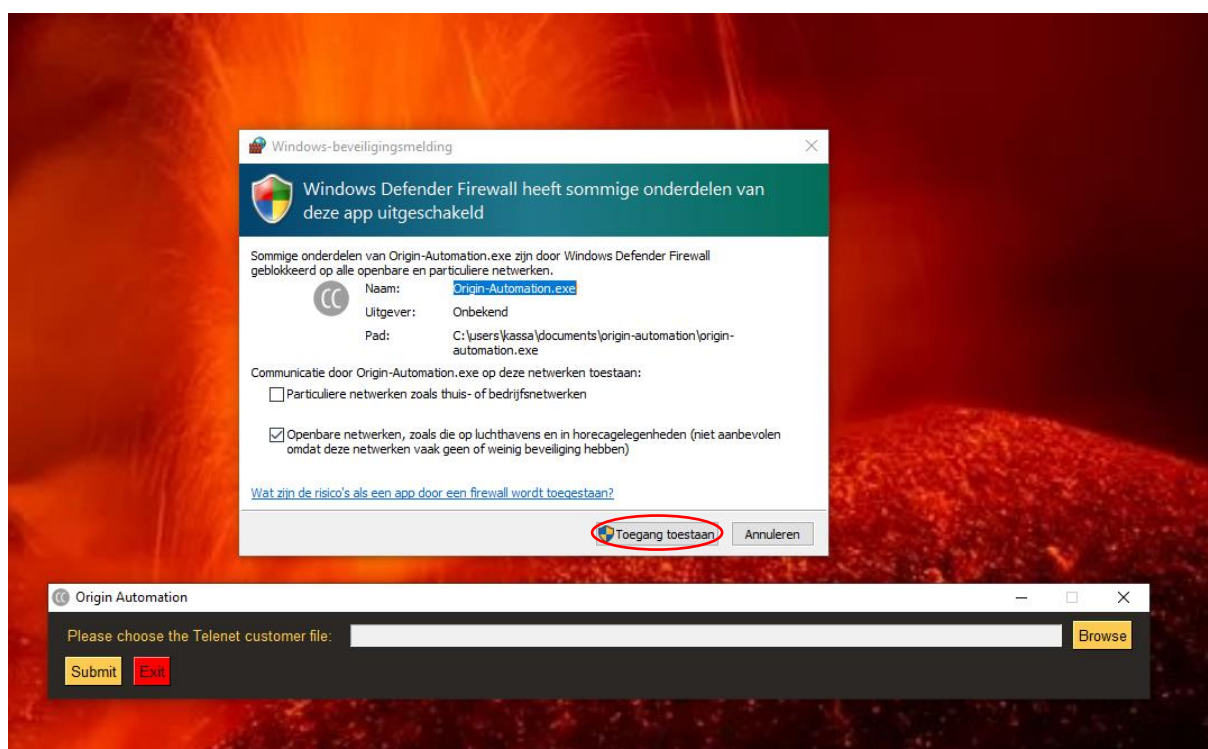 Windows-beveiligingsmelding
Windows Defender Firewall heeft sommige onderdelen van
deze app uitgeschakeld
Sommige onderdelen van Origin-Automation.exe zijn door Windows Defender Firewall
geblokkeerd op alle openbare en particuliere netwerken.
CC
Naam: Origin-Automation.exe
Uitgever: Onbekend
Pad: C:\users\kassa\documents\origin-automation\origin-
automation.exe
Communicatie door Origin-Automation.exe op deze netwerken toestaan:
Particuliere netwerken zoals thuis- of bedrijfsnetwerken
Openbare netwerken, zoals die op luchthavens en in horecagelegenheden (niet aanbevolen
omdat deze netwerken vaak geen of weinig beveiliging hebben)
Wat zijn de risico's als een app door een firewall wordt toegestaan?
Toegang toestaan Annuleren
CC Origin Automation
Please choose the Telenet customer file: Browse
Submit Exit